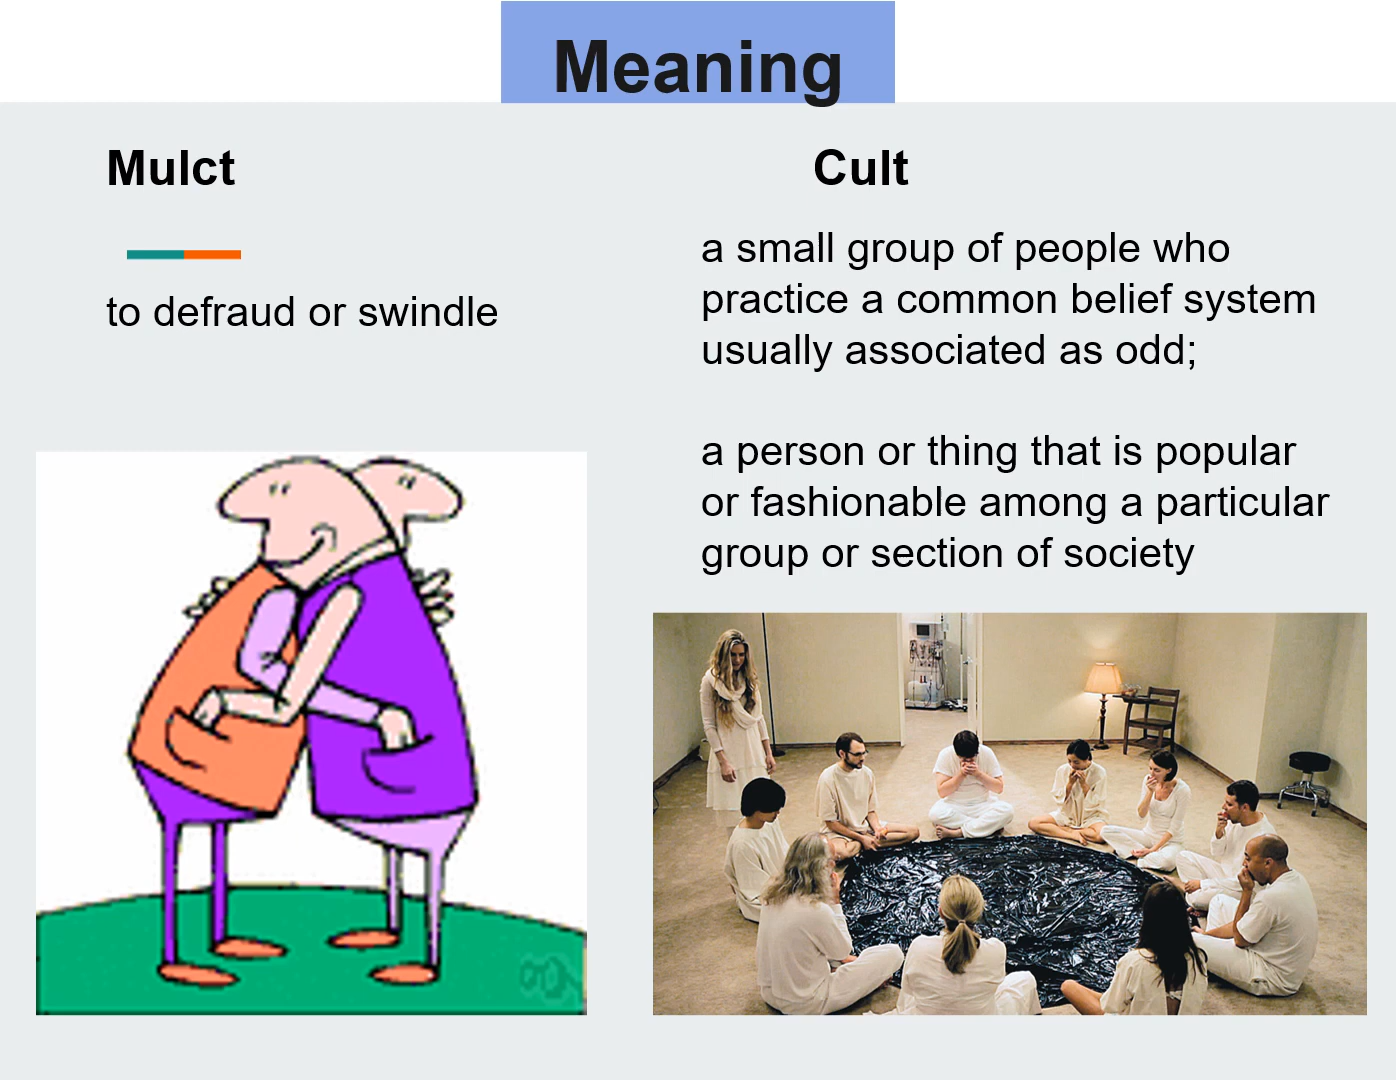 Meaning
Mulct
to defraud or swindle
Cult
a small group of people who
practice a common belief system
usually associated as odd;
a person or thing that is popular
or fashionable among a particular
group or section of society